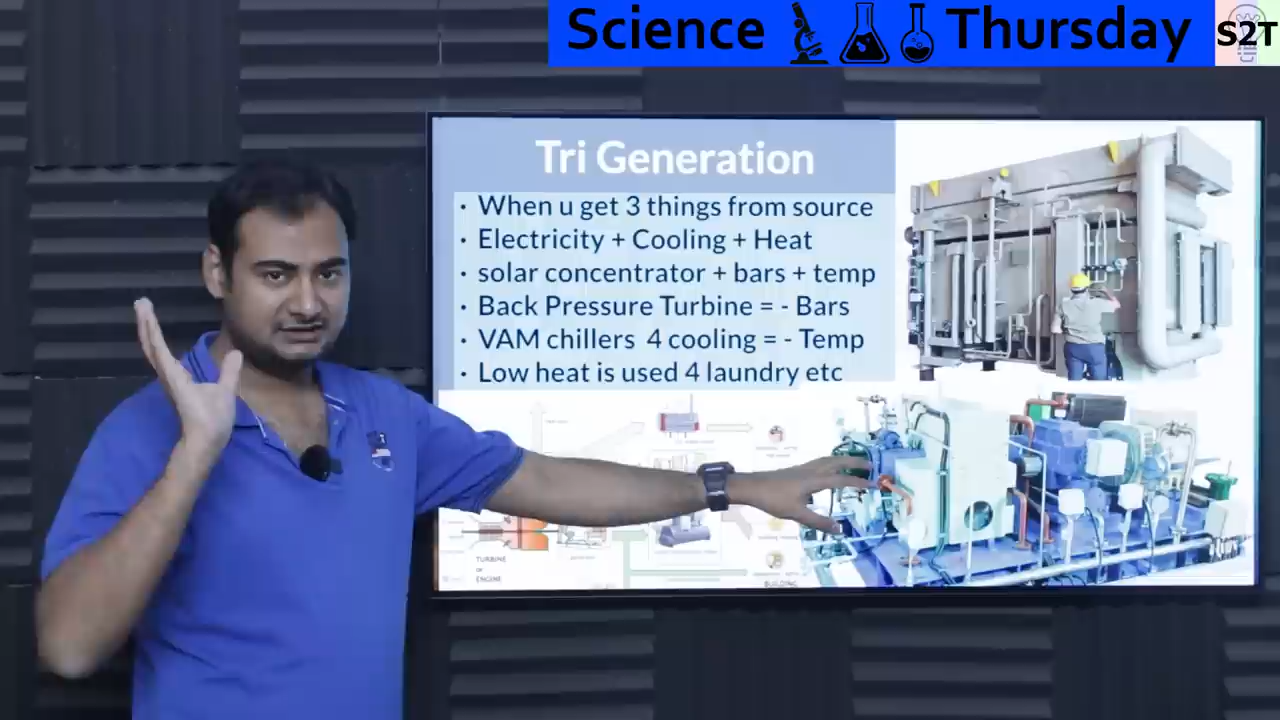 Science Thursday
S2T
Tri Generation
• When u get 3 things from source
• Electricity + Cooling + Heat
• solar concentrator + bars + temp
• Back Pressure Turbine = - Bars
• VAM chillers 4 cooling = - Temp
• Low heat is used 4 laundry etc
TURBINE
or
ENGINE
BUILDING